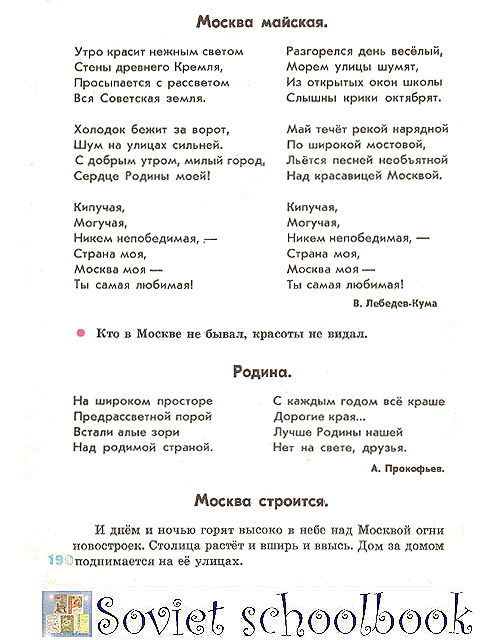 Москва майская.
Утро красит нежным светом
Стены древнего Кремля,
Просыпается с рассветом
Вся Советская земля.
Холодок бежит за ворот,
Шум на улицах сильней.
С добрым утром, милый город,
Сердце Родины моей!
Кипучая,
Могучая,
Никем непобедимая, —
Страна моя,
Москва моя —
Ты самая любимая!
Разгорелся день весёлый,
Морем улицы шумят,
Из открытых окон школы
Слышны крики октябрят.
Май течёт рекой нарядной
По широкой мостовой,
Льётся песней необъятной
Над красавицей Москвой.
Кипучая,
Могучая,
Никем непобедимая, —
Страна моя,
Москва моя —
Ты самая любимая!
В. Лебедев-Кума
● Кто в Москве не бывал, красоты не видал.
Родина.
На широком просторе
Предрассветной порой
Встали алые зори
Над родимой страной.
С каждым годом всё краше
Дорогие края...
Лучше Родины нашей
Нет на свете, друзья.
А. Прокофьев.
Москва строится.
И днём и ночью горят высоко в небе над Москвой огни
новостроек. Столица растёт и вширь и ввысь. Дом за домом
поднимается на её улицах.
Soviet schoolbook